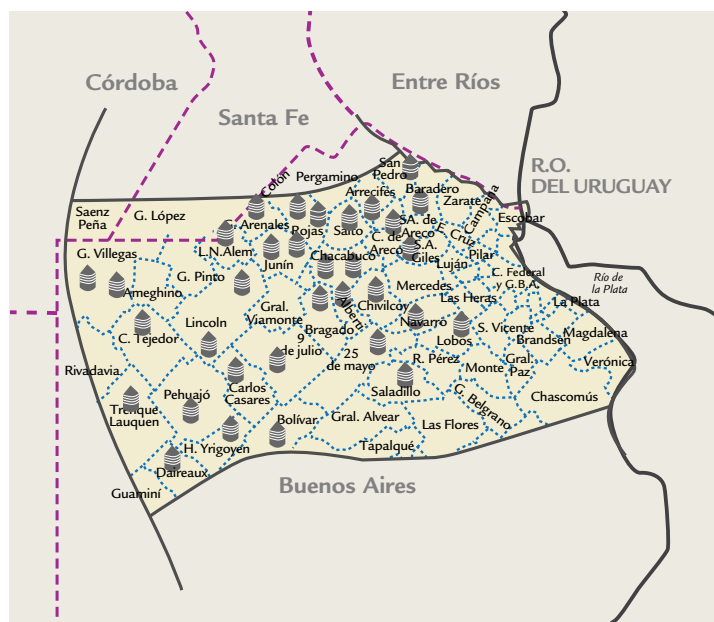 Córdoba
Santa Fe
Entre Ríos
R.O.
DEL URUGUAY
Río de
la Plata
Buenos Aires
Saenz
Peña
G. López
Colón
Pergamino
San
Pedro
Arrecifes
Baradero
Zarate
Campana
Escobar
L.N.Alem
Arenales
Rojas
Salto
C. de
Areco
SA. de
Areco
E. Cruz
S.A.
Giles
Luján
Pilar
G. Villegas
Ameghino
G. Pinto
Junín
Chacabuco
Mercedes
C. Federal
y G.B.A.
Las Heras
La Plata
C. Tejedor
Lincoln
Gral.
Viamonte
Bragado
Alberti
Chivilcoy
Navarro
Lobos
S. Vicente
Brandsen
Magdalena
Rivadavia
9
de julio
25
de mayo
R. Pérez
Monte
Gral.
Paz
Verónica
Trenque
Lauquen
Pehuajó
Carlos
Casares
Saladillo
G. Belgrano
Chascomús
H. Yrigoyen
Bolívar
Gral. Alvear
Las Flores
Tapalqué
Daireaux
Guaminí